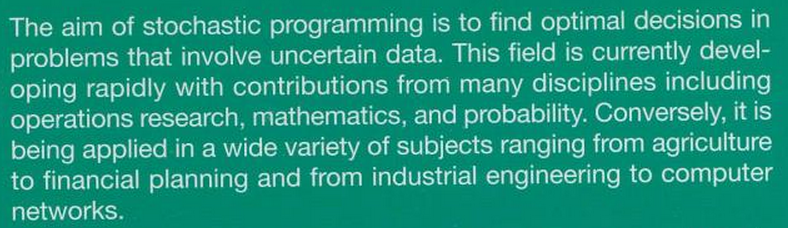 The aim of stochastic programming is to find optimal decisions in
problems that involve uncertain data. This field is currently devel-
oping rapidly with contributions from many disciplines including
operations research, mathematics, and probability. Conversely, it is
being applied in a wide variety of subjects ranging from agriculture
to financial planning and from industrial engineering to computer
networks.